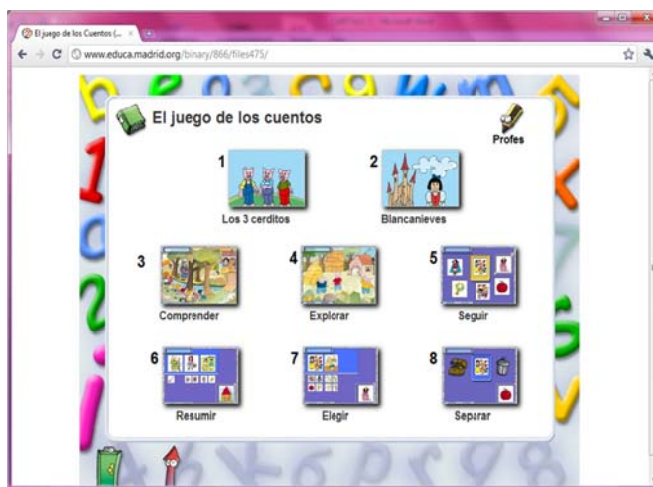 El juego de los Cuentos (...
www.educa.madrid.org/binary/866/files475/
El juego de los cuentos
Profes
1
2
Los 3 cerditos
Blancanieves
3
4
5
Comprender
Explorar
Seguir
6
7
8
Resumir
Elegir
Separar